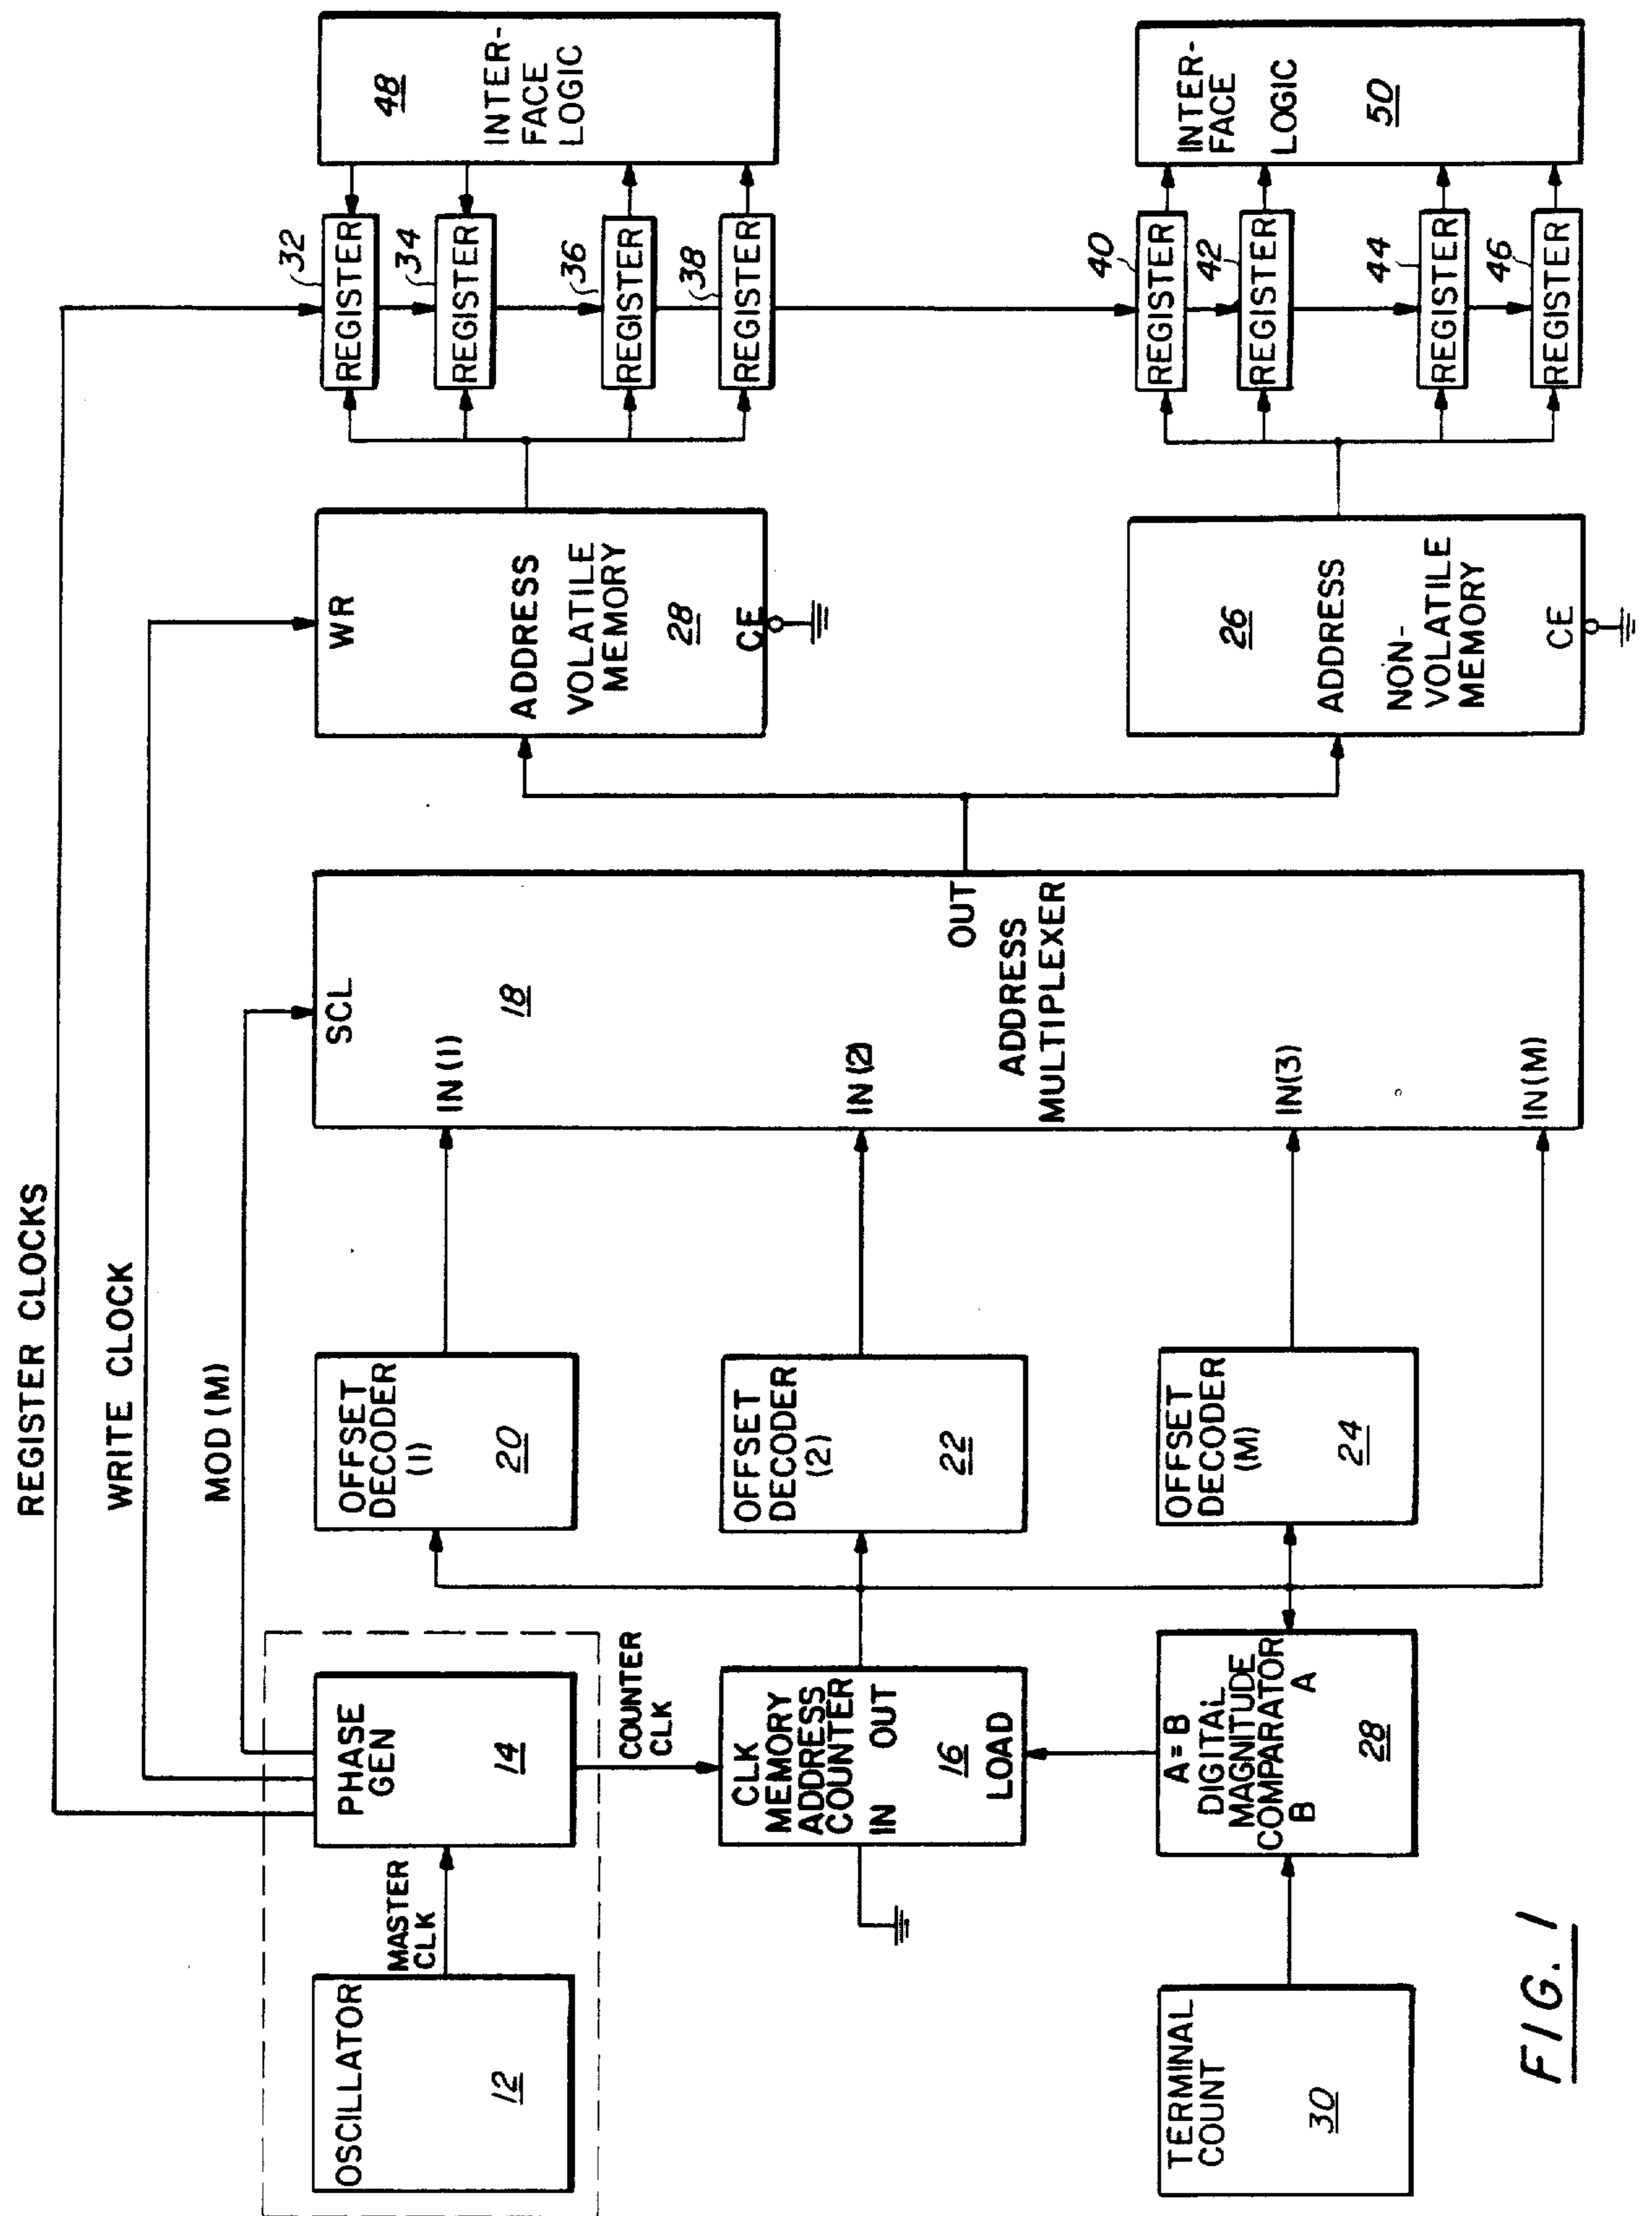 REGISTER CLOCKS
WRITE CLOCK
MOD (M)
OSCILLATOR
12
MASTER
CLK
PHASE
GEN
14
COUNTER
CLK
CLK
MEMORY
ADDRESS
COUNTER
IN OUT
16
LOAD
TERMINAL
COUNT
30
A = B
DIGITAL
MAGNITUDE
COMPARATOR
B A
28
OFFSET
DECODER
(1)
20
OFFSET
DECODER
(2)
22
OFFSET
DECODER
(M)
24
SCL
IN (1)
18
IN (2)
OUT
ADDRESS
MULTIPLEXER
IN(3)
IN(M)
WR
ADDRESS
VOLATILE
MEMORY
28
CE
26
ADDRESS
NON-
VOLATILE
MEMORY
CE
32
REGISTER
34
REGISTER
36
REGISTER
38
REGISTER
40
REGISTER
42
REGISTER
44
REGISTER
46
REGISTER
48
INTER-
FACE
LOGIC
INTER-
FACE
LOGIC
50
FIG. 1